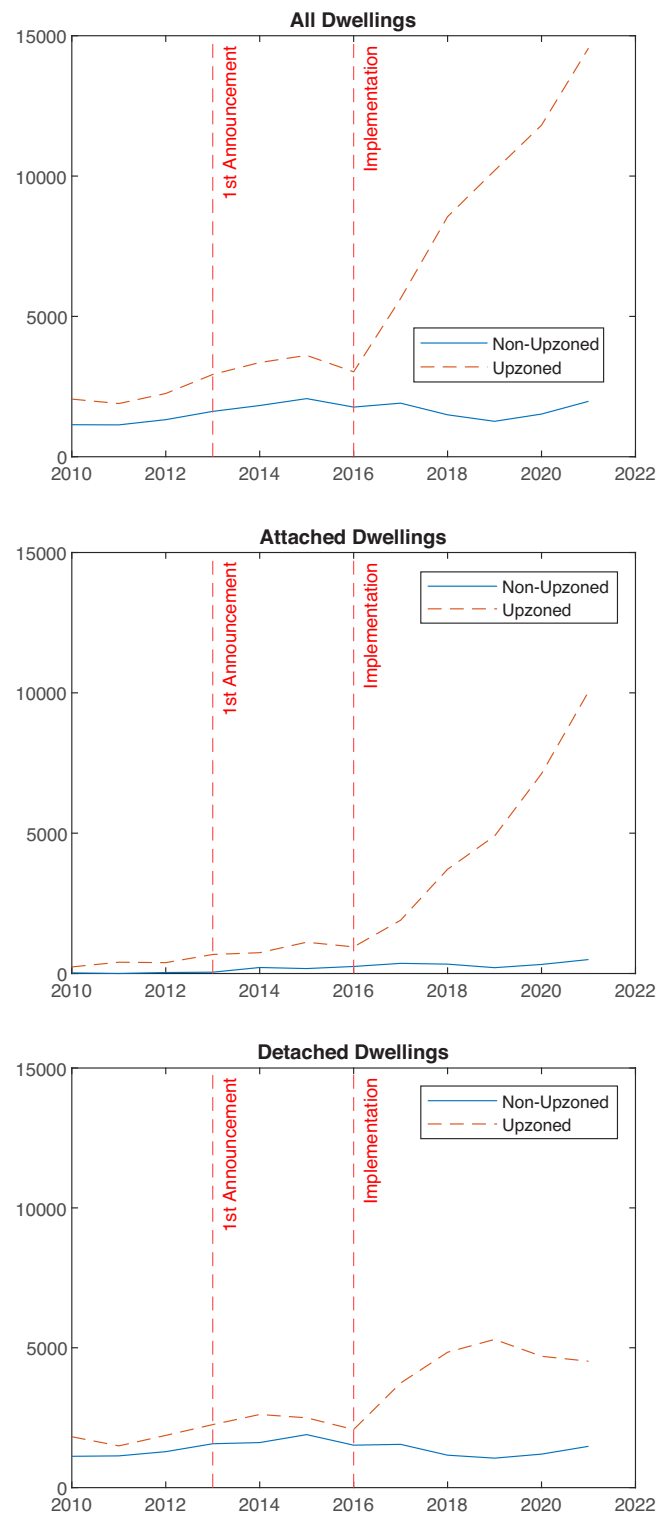 All Dwellings
15000
10000
5000
0
1st Announcement
Implementation
Non-Upzoned
Upzoned
2010 2012 2014 2016 2018 2020 2022
Attached Dwellings
15000
10000
5000
0
1st Announcement
Implementation
Non-Upzoned
Upzoned
2010 2012 2014 2016 2018 2020 2022
Detached Dwellings
15000
10000
5000
0
1st Announcement
Implementation
Non-Upzoned
Upzoned
2010 2012 2014 2016 2018 2020 2022